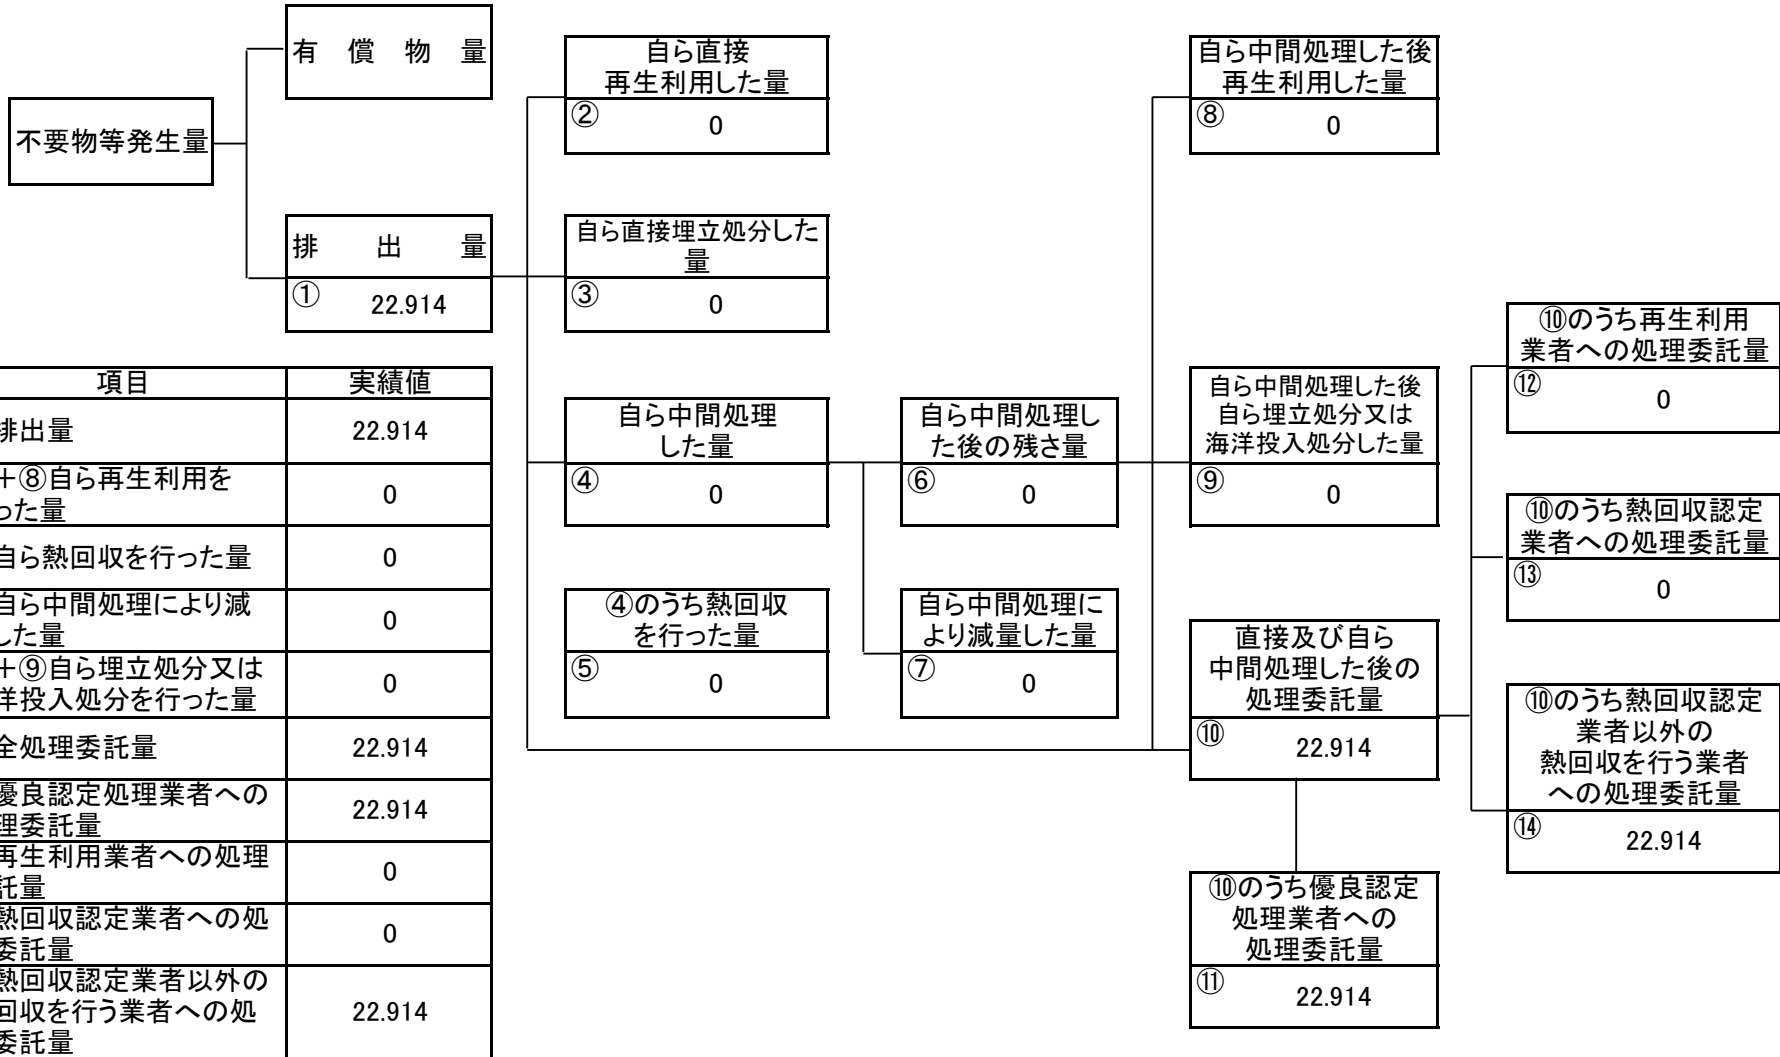 有償物量
不要物等発生量
排出量
①
22.914
自ら直接
再生利用した量
②
0
自ら直接埋立処分した
量
③
0
自ら中間処理
した量
④
0
④のうち熱回収
を行った量
⑤
0
自ら中間処理し
た後の残さ量
⑥
0
自ら中間処理に
より減量した量
⑦
0
自ら中間処理した後
再生利用した量
⑧
0
自ら中間処理した後
自ら埋立処分又は
海洋投入処分した量
⑨
0
直接及び自ら
中間処理した後の
処理委託量
⑩
22.914
⑩のうち優良認定
処理業者への
処理委託量
⑪
22.914
⑩のうち再生利用
業者への処理委託量
⑫
0
⑩のうち熱回収認定
業者への処理委託量
⑬
0
⑩のうち熱回収認定
業者以外の
熱回収を行う業者
への処理委託量
⑭
22.914
項目 実績値
排出量 22.914
+⑧自ら再生利用を
った量 0
自ら熱回収を行った量 0
自ら中間処理により減
した量 0
+⑨自ら埋立処分又は
洋投入処分を行った量 0
全処理委託量 22.914
優良認定処理業者への
理委託量 22.914
再生利用業者への処理
託量 0
熱回収認定業者への処
委託量 0
熱回収認定業者以外の
回収を行う業者への処
委託量 22.914